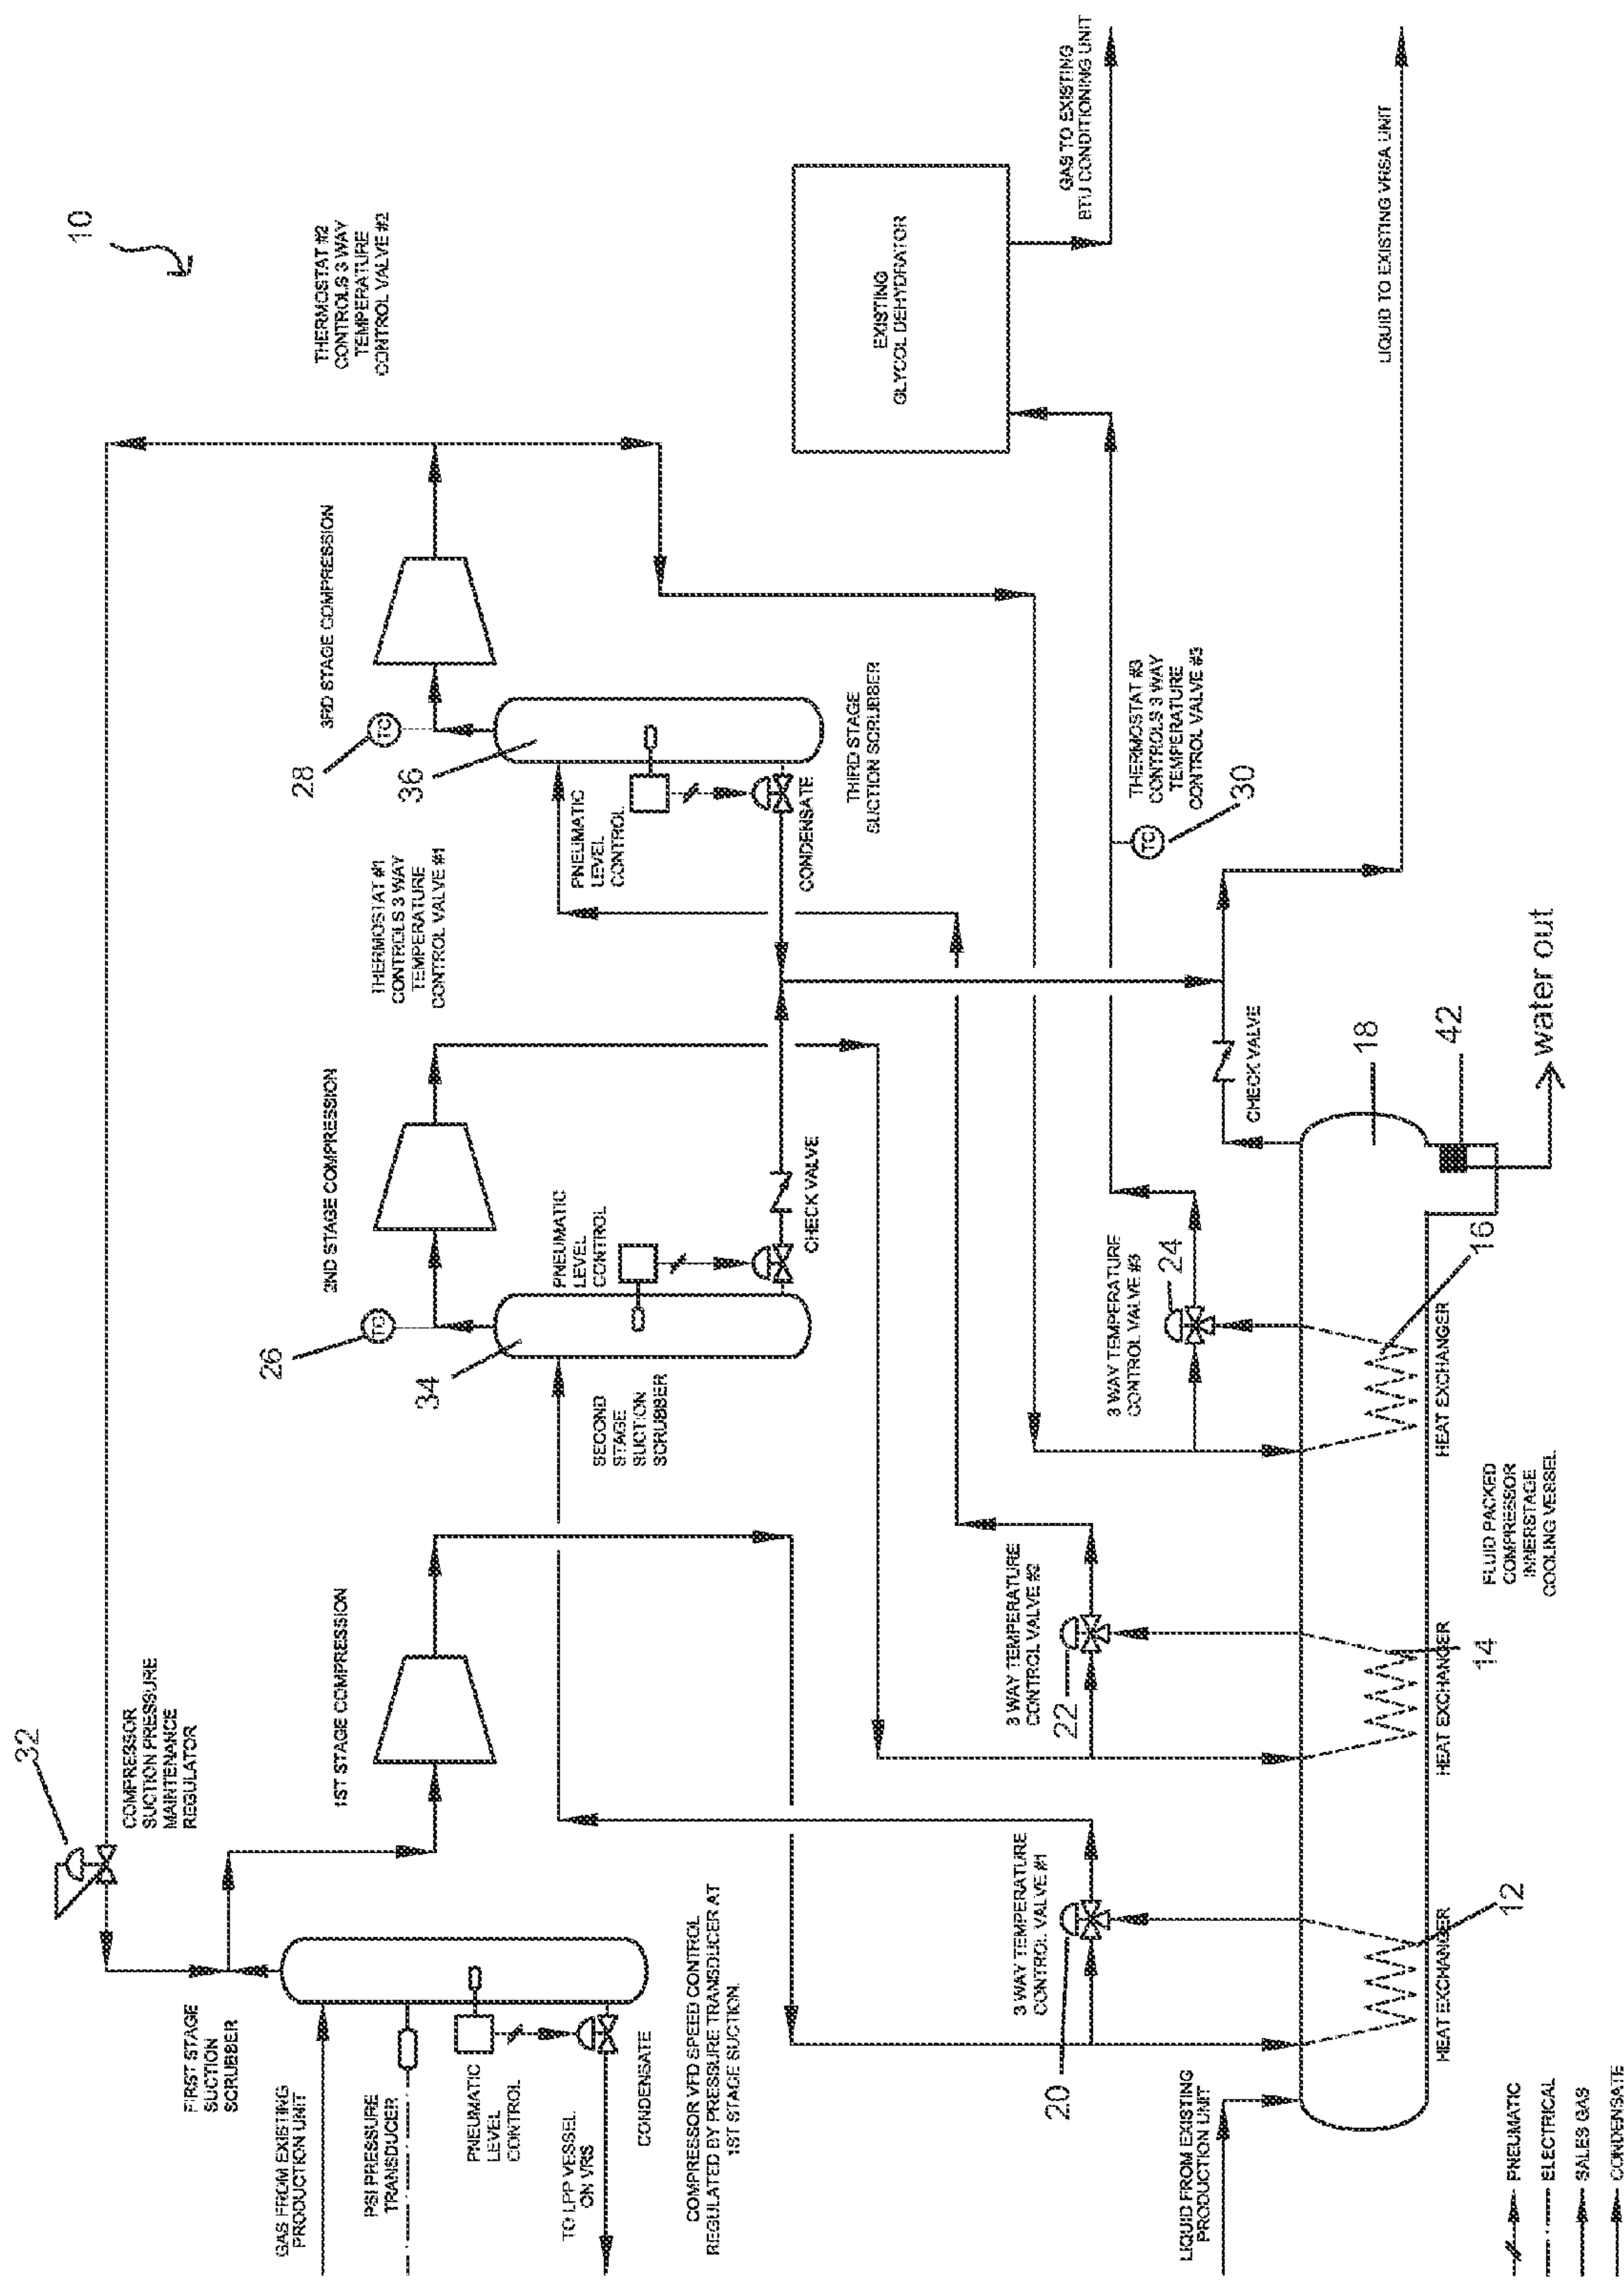 10
32
COMPRESSOR
SUCTION PRESSURE
MAINTENANCE
REGULATOR
THERMOSTAT #2
CONTROLS 3 WAY
TEMPERATURE
CONTROL VALVE #2
FIRST STAGE
SUCTION
SCRUBBER
GAS FROM EXISTING
PRODUCTION UNIT
PSI PRESSURE
TRANSDUCER
PNEUMATIC
LEVEL
CONTROL
TO LPP VESSEL
ON VRS
CONDENSATE
COMPRESSOR VFD SPEED CONTROL
REGULATED BY PRESSURE TRANSDUCER AT
1ST STAGE SUCTION.
1ST STAGE COMPRESSION
2ND STAGE COMPRESSION
3RD STAGE COMPRESSION
26
TC
28
TC
34
36
THERMOSTAT #1
CONTROLS 3 WAY
TEMPERATURE
CONTROL VALVE #1
SECOND
STAGE
SUCTION
SCRUBBER
PNEUMATIC
LEVEL
CONTROL
CHECK VALVE
PNEUMATIC
LEVEL
CONTROL
CONDENSATE
THIRD STAGE
SUCTION SCRUBBER
EXISTING
GLYCOL DEHYDRATOR
GAS TO EXISTING
BTU CONDITIONING UNIT
THERMOSTAT #3
CONTROLS 3 WAY
TEMPERATURE
CONTROL VALVE #3
TC
30
LIQUID TO EXISTING VRSA UNIT
3 WAY TEMPERATURE
CONTROL VALVE #1
20
3 WAY TEMPERATURE
CONTROL VALVE #2
22
3 WAY TEMPERATURE
CONTROL VALVE #3
24
CHECK VALVE
LIQUID FROM EXISTING
PRODUCTION UNIT
HEAT EXCHANGER
12
HEAT EXCHANGER
14
HEAT EXCHANGER
16
18
42
water out
FLUID PACKED
COMPRESSOR
INNERSTAGE
COOLING VESSEL
PNEUMATIC
ELECTRICAL
SALES GAS
CONDENSATE